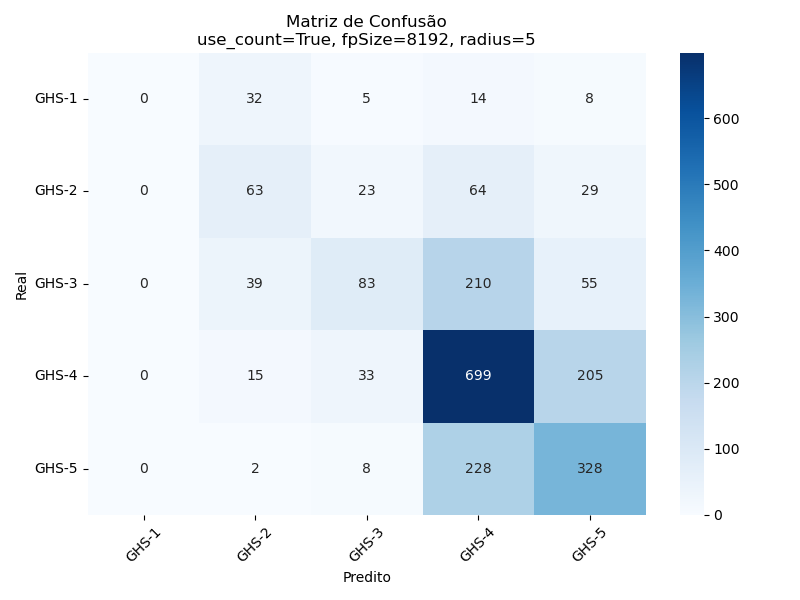 Matriz de Confusão
use_count=True, fpSize=8192, radius=5
Real
GHS-1 0 32 5 14 8
GHS-2 0 63 23 64 29
GHS-3 0 39 83 210 55
GHS-4 0 15 33 699 205
GHS-5 0 2 8 228 328
GHS-1 GHS-2 GHS-3 GHS-4 GHS-5
Predito
600
500
400
300
200
100
0